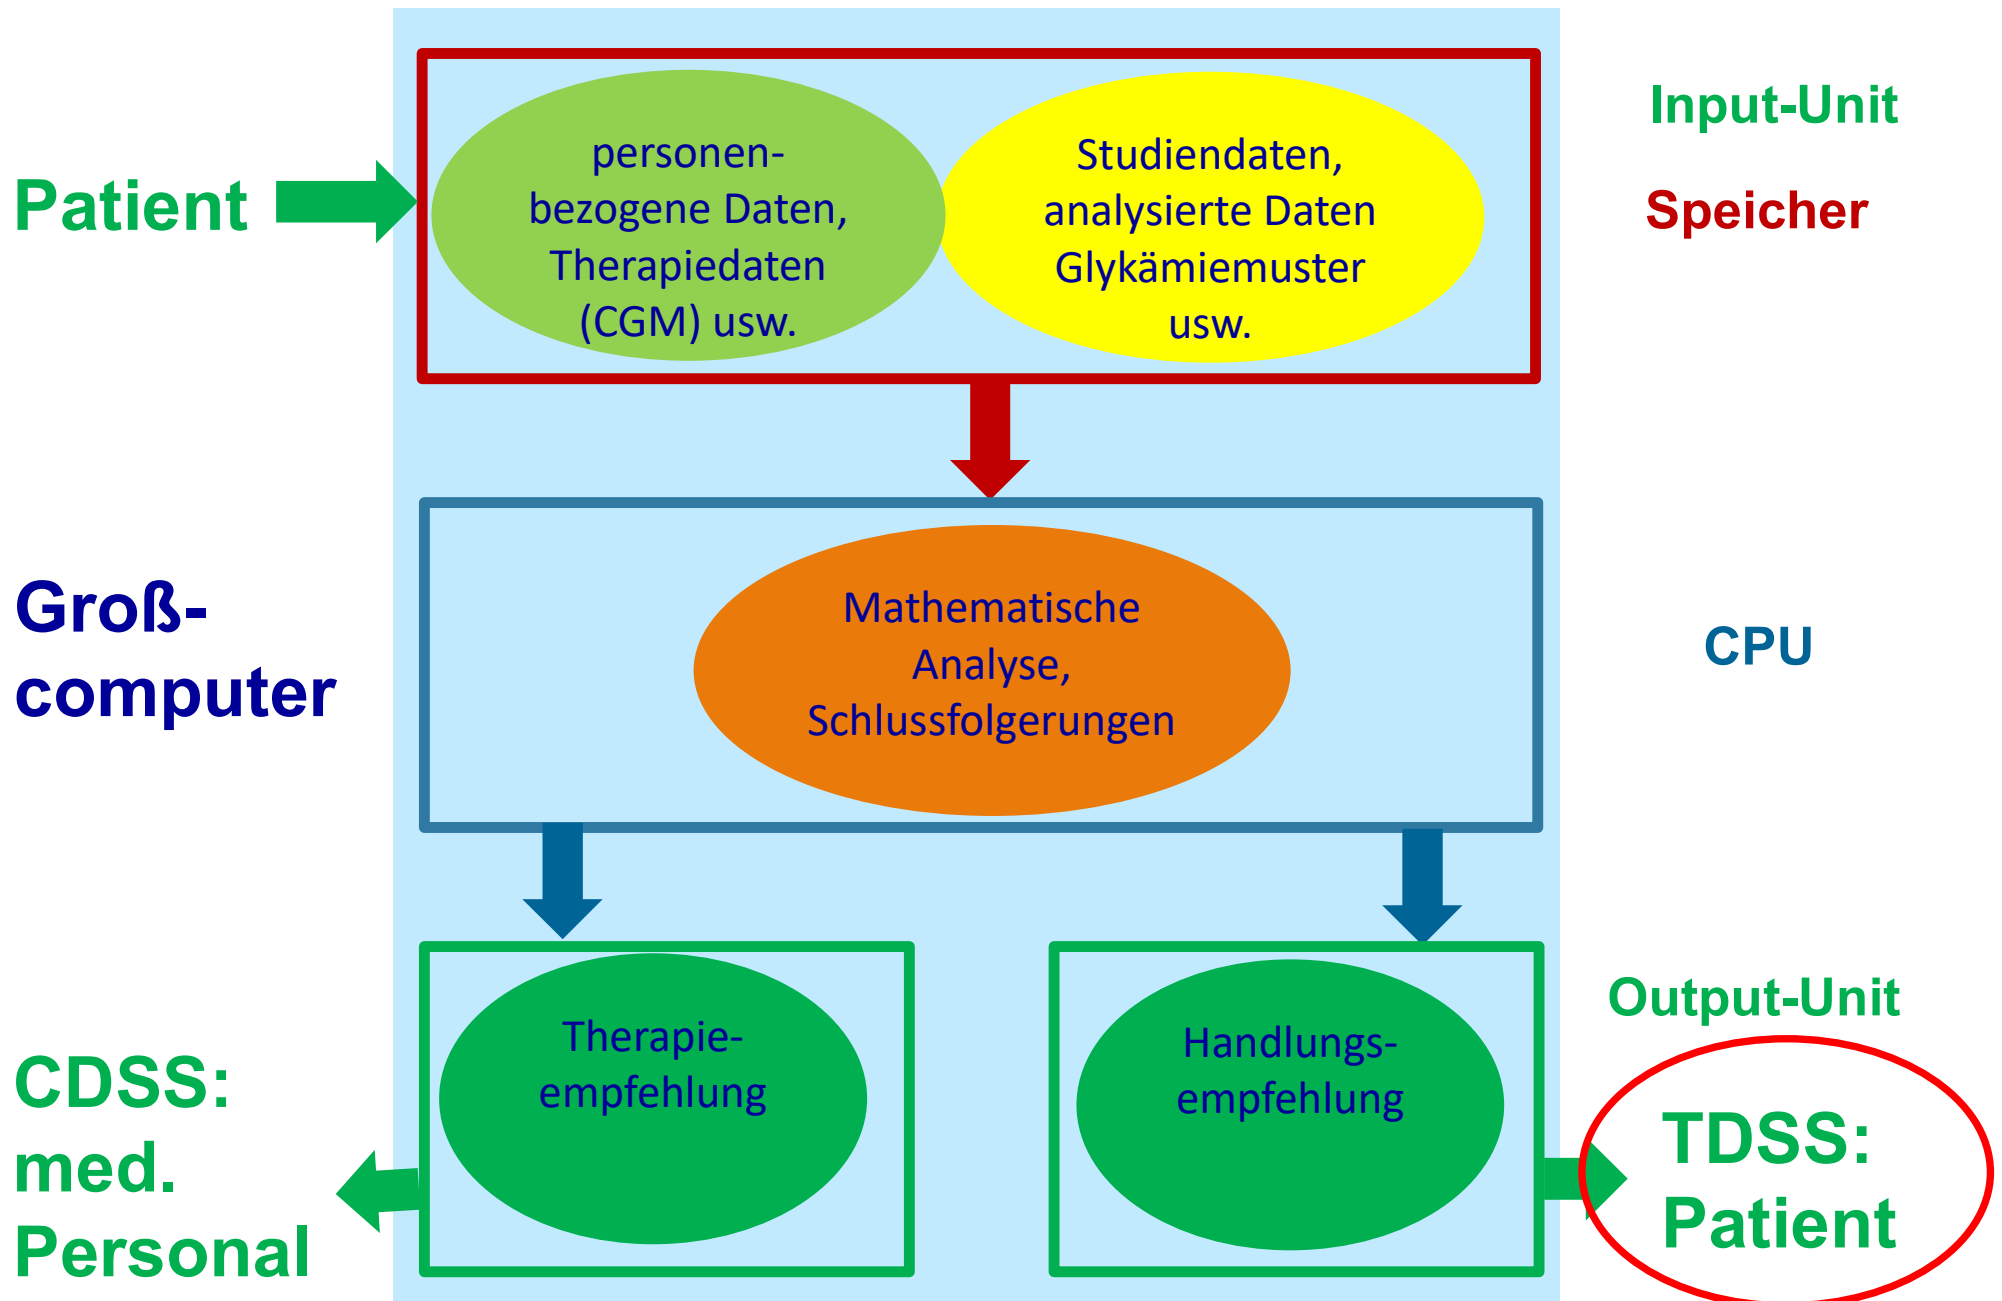 Patient
personen-
bezogene Daten,
Therapiedaten
(CGM) usw.
Studiendaten,
analysierte Daten
Glykämiemuster
usw.
Input-Unit
Speicher
Groß-
computer
Mathematische
Analyse,
Schlussfolgerungen
CPU
CDSS:
med.
Personal
Therapie-
empfehlung
Handlungs-
empfehlung
Output-Unit
TDSS:
Patient